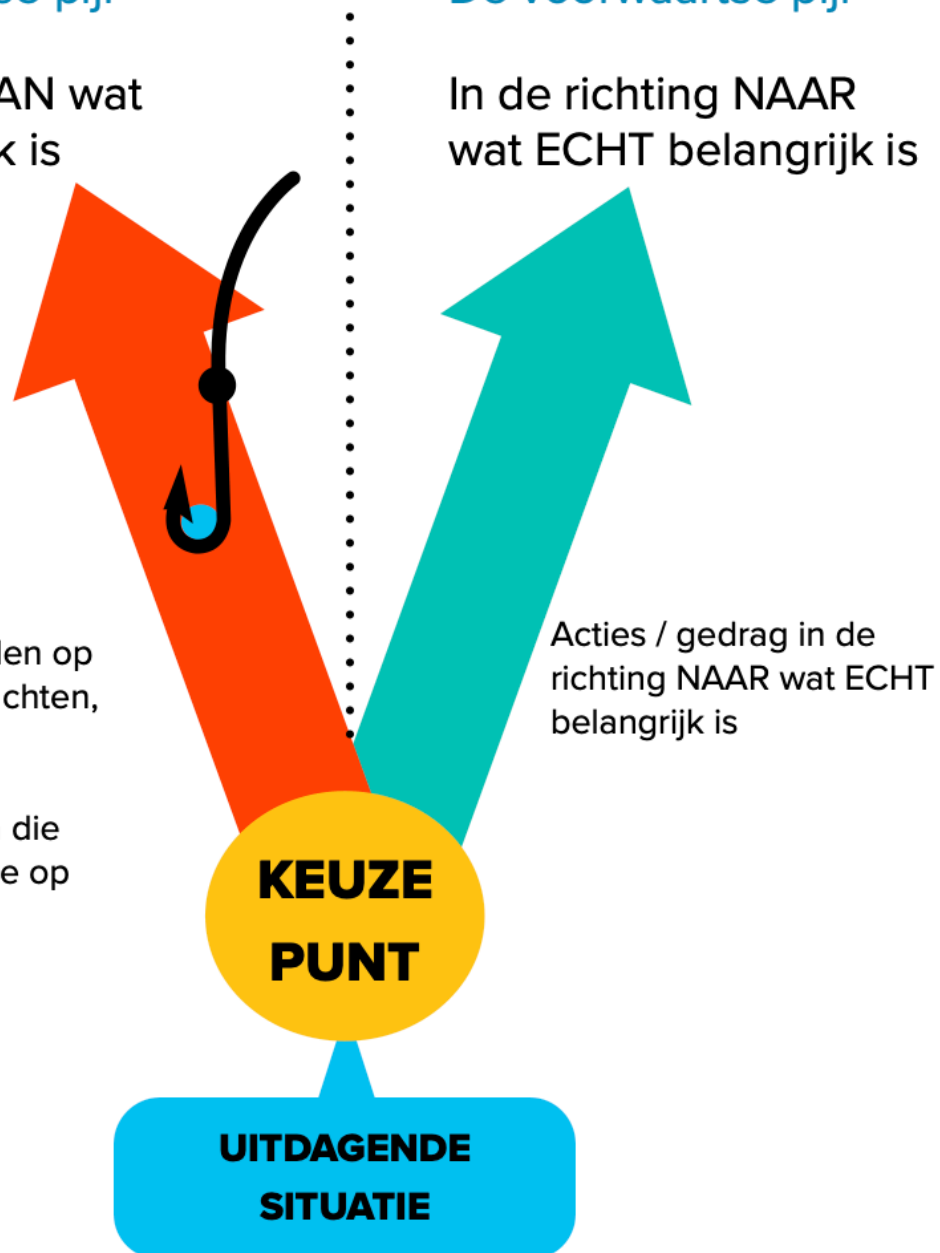 De voorwaartse pijl
AN wat
k is
In de richting NAAR
wat ECHT belangrijk is
len op
chten,
die
e op
Acties / gedrag in de
richting NAAR wat ECHT
belangrijk is
KEUZE
PUNT
UITDAGENDE
SITUATIE